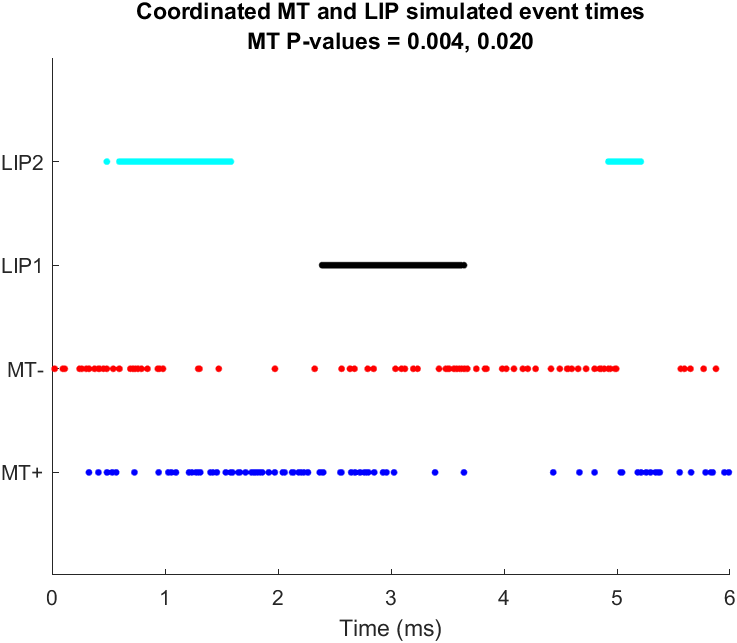 Coordinated MT and LIP simulated event times
MT P-values = 0.004, 0.020
LIP2
LIP1
MT-
MT+
0 1 2 3 4 5 6
Time (ms)